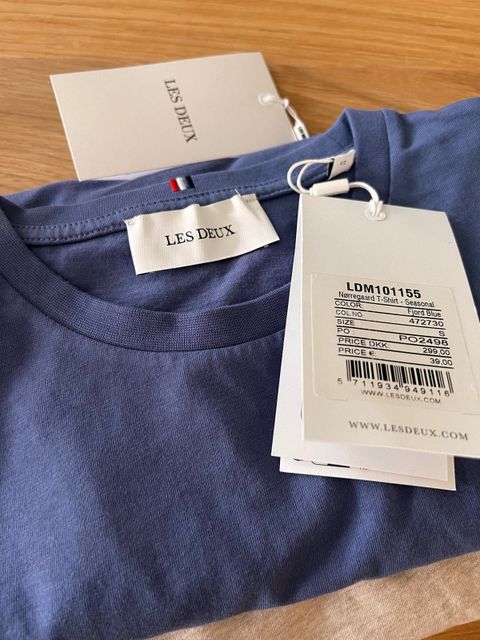 LES DEUX
LES DEUX
LDM101155
Nørregaard T-Shirt - Seasonal
COLOR: Fjord Blue
COL.NO. 472730
SIZE S
PO : PO2498
PRICE DKK: 299,00
PRICE €: 39,00
5 711934 949116
WWW.LESDEUX.COM
WWW.LESDEUX.COM